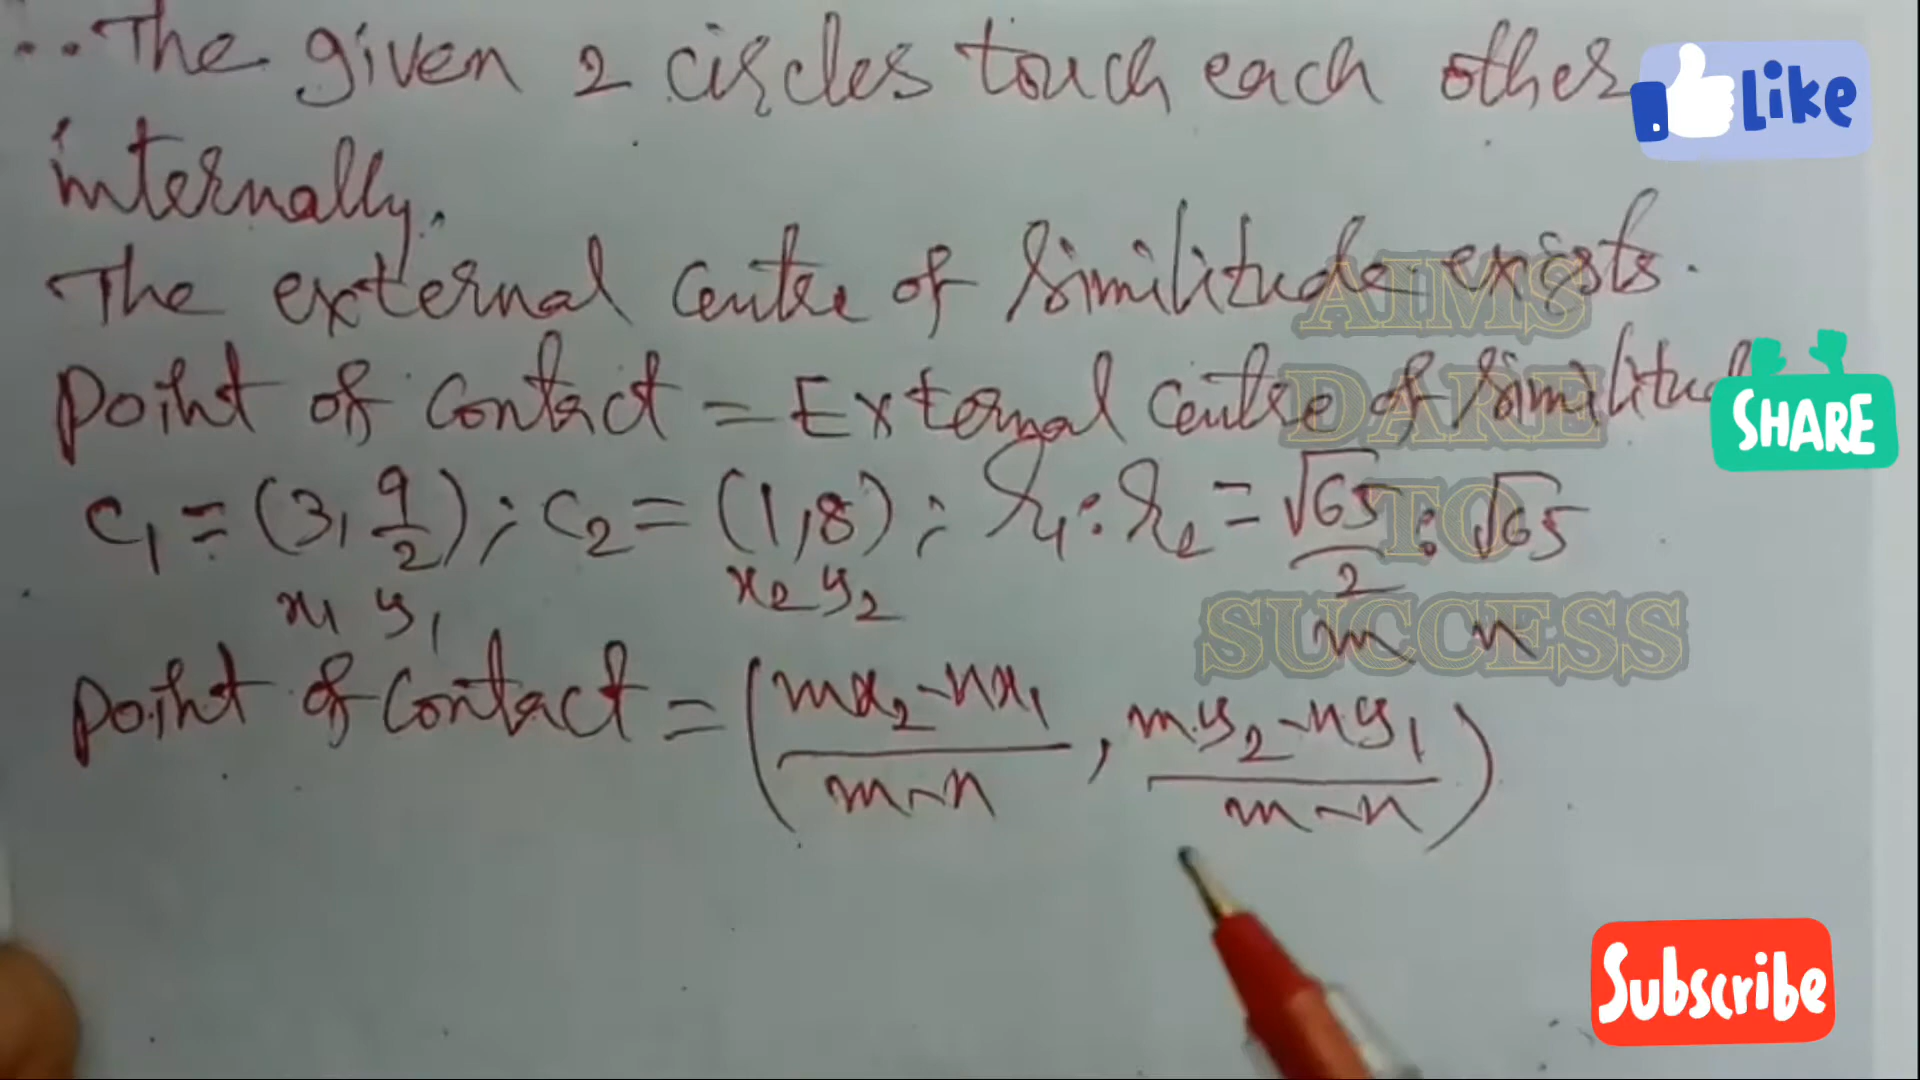 ∴ The given 2 circles touch each other
internally.
The external centre of similitude exists.
Point of contact = External centre of similitud
C₁ = (3, 9/2) ; C₂ = (1, 8) ; r₁ : r₂ = √65/2 : √65
x₁ y₁ x₂ y₂ m n
Point of contact = (mx₂-nx₁/m-n, my₂-ny₁/m-n)
Like
AIMS
DARE
TO
SUCCESS
SHARE
Subscribe